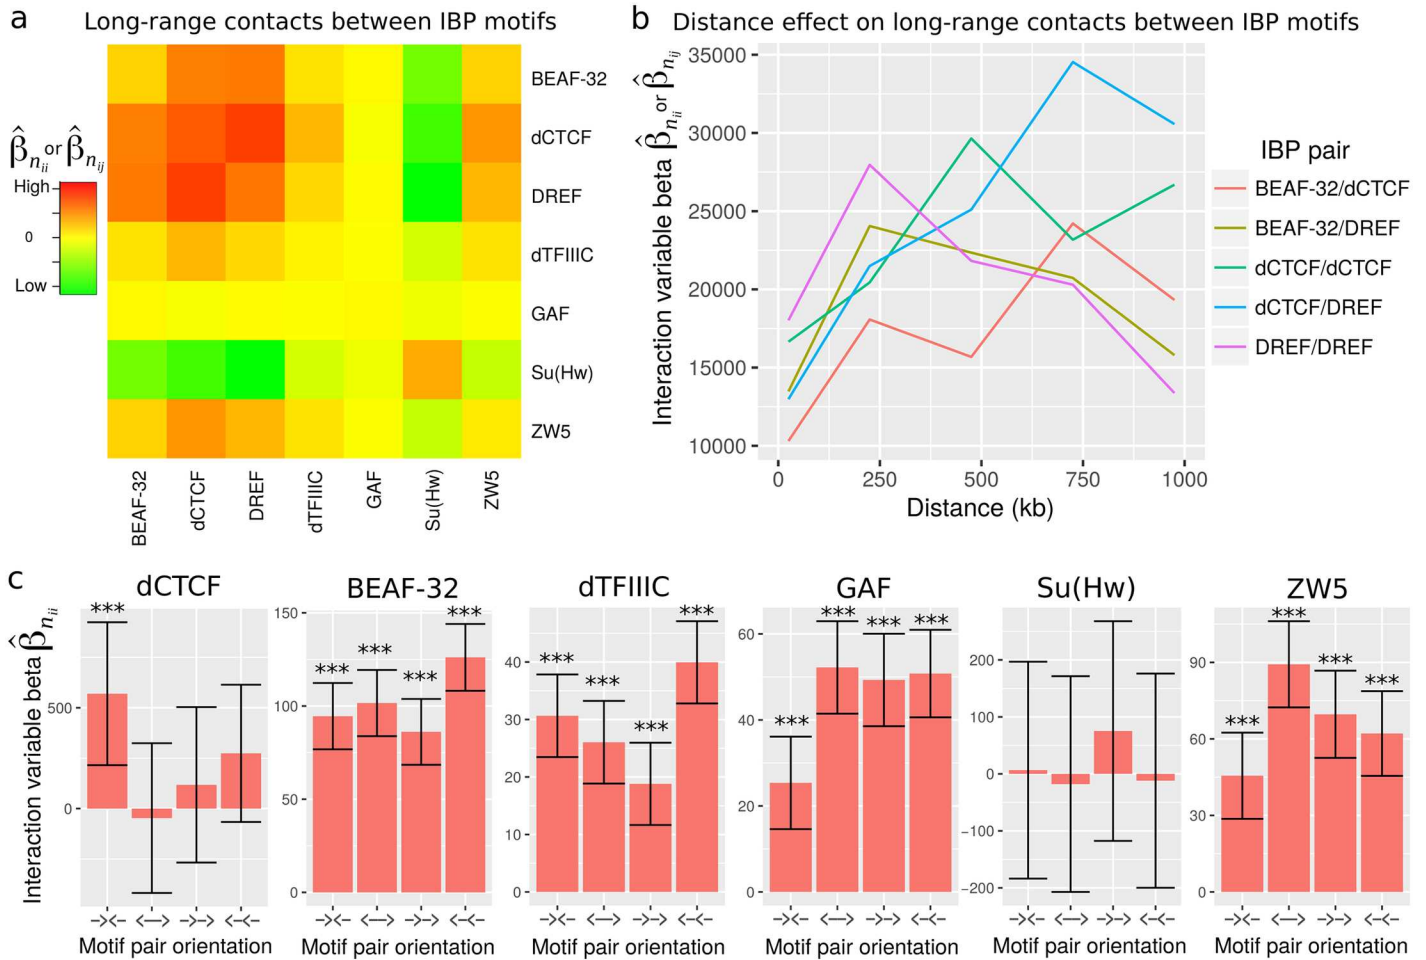 a Long-range contacts between IBP motifs
β̂nii or β̂nij
High
0
Low
BEAF-32
dCTCF
DREF
dTFIIIC
GAF
Su(Hw)
ZW5
BEAF-32
dCTCF
DREF
dTFIIIC
GAF
Su(Hw)
ZW5
b Distance effect on long-range contacts between IBP motifs
Interaction variable beta β̂nii or β̂nij
35000
30000
25000
20000
15000
10000
0 250 500 750 1000
Distance (kb)
IBP pair
BEAF-32/dCTCF
BEAF-32/DREF
dCTCF/dCTCF
dCTCF/DREF
DREF/DREF
c
Interaction variable beta β̂nii
dCTCF
***
500
0
-><- <--> ->-> <-<-
Motif pair orientation
BEAF-32
*** *** *** ***
150
100
50
0
-><- <--> ->-> <-<-
Motif pair orientation
dTFIIIC
*** *** *** ***
40
30
20
10
0
-><- <--> ->-> <-<-
Motif pair orientation
GAF
*** *** *** ***
60
40
20
0
-><- <--> ->-> <-<-
Motif pair orientation
Su(Hw)
200
100
0
−100
−200
-><- <--> ->-> <-<-
Motif pair orientation
ZW5
*** *** *** ***
90
60
30
0
-><- <--> ->-> <-<-
Motif pair orientation